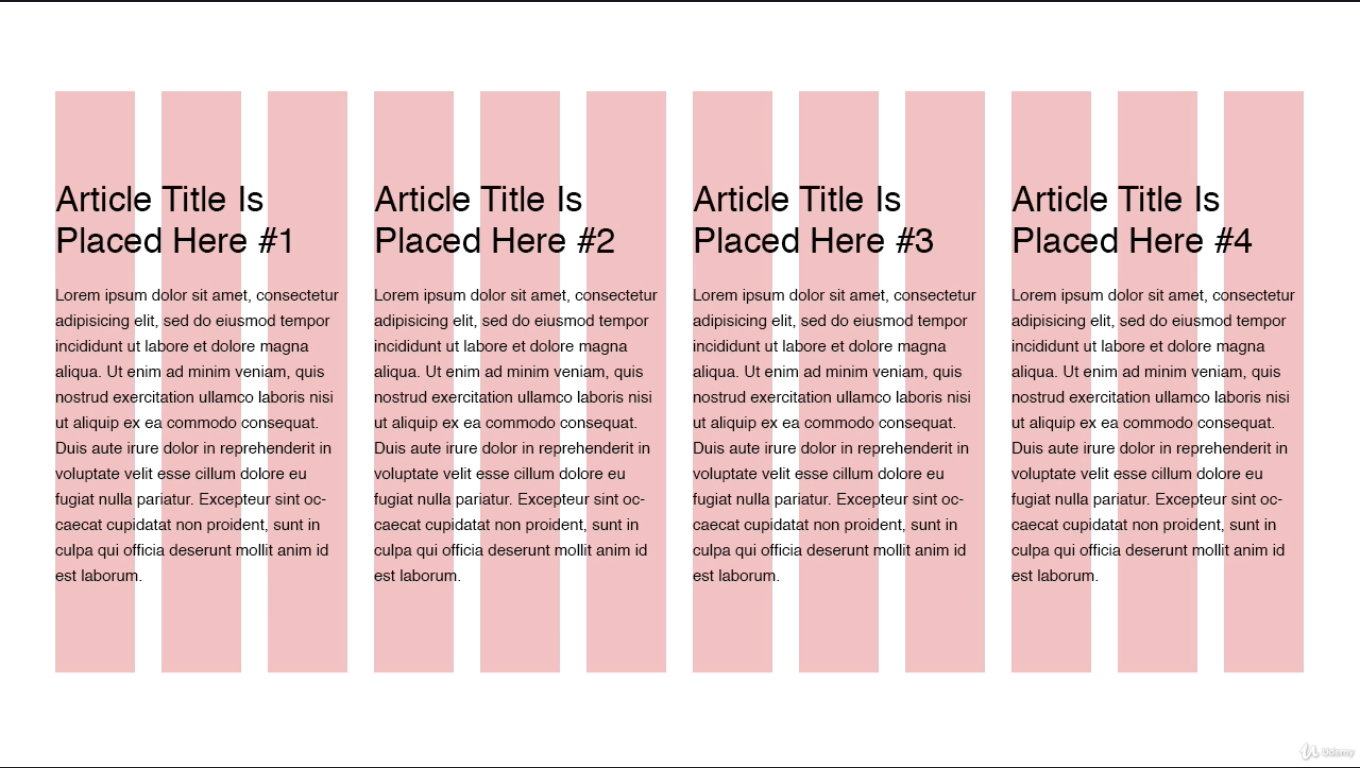 Article Title Is
Placed Here #1
Lorem ipsum dolor sit amet, consectetur
adipisicing elit, sed do eiusmod tempor
incididunt ut labore et dolore magna
aliqua. Ut enim ad minim veniam, quis
nostrud exercitation ullamco laboris nisi
ut aliquip ex ea commodo consequat.
Duis aute irure dolor in reprehenderit in
voluptate velit esse cillum dolore eu
fugiat nulla pariatur. Excepteur sint oc-
caecat cupidatat non proident, sunt in
culpa qui officia deserunt mollit anim id
est laborum.
Article Title Is
Placed Here #2
Lorem ipsum dolor sit amet, consectetur
adipisicing elit, sed do eiusmod tempor
incididunt ut labore et dolore magna
aliqua. Ut enim ad minim veniam, quis
nostrud exercitation ullamco laboris nisi
ut aliquip ex ea commodo consequat.
Duis aute irure dolor in reprehenderit in
voluptate velit esse cillum dolore eu
fugiat nulla pariatur. Excepteur sint oc-
caecat cupidatat non proident, sunt in
culpa qui officia deserunt mollit anim id
est laborum.
Article Title Is
Placed Here #3
Lorem ipsum dolor sit amet, consectetur
adipisicing elit, sed do eiusmod tempor
incididunt ut labore et dolore magna
aliqua. Ut enim ad minim veniam, quis
nostrud exercitation ullamco laboris nisi
ut aliquip ex ea commodo consequat.
Duis aute irure dolor in reprehenderit in
voluptate velit esse cillum dolore eu
fugiat nulla pariatur. Excepteur sint oc-
caecat cupidatat non proident, sunt in
culpa qui officia deserunt mollit anim id
est laborum.
Article Title Is
Placed Here #4
Lorem ipsum dolor sit amet, consectetur
adipisicing elit, sed do eiusmod tempor
incididunt ut labore et dolore magna
aliqua. Ut enim ad minim veniam, quis
nostrud exercitation ullamco laboris nisi
ut aliquip ex ea commodo consequat.
Duis aute irure dolor in reprehenderit in
voluptate velit esse cillum dolore eu
fugiat nulla pariatur. Excepteur sint oc-
caecat cupidatat non proident, sunt in
culpa qui officia deserunt mollit anim id
est laborum.
Udemy